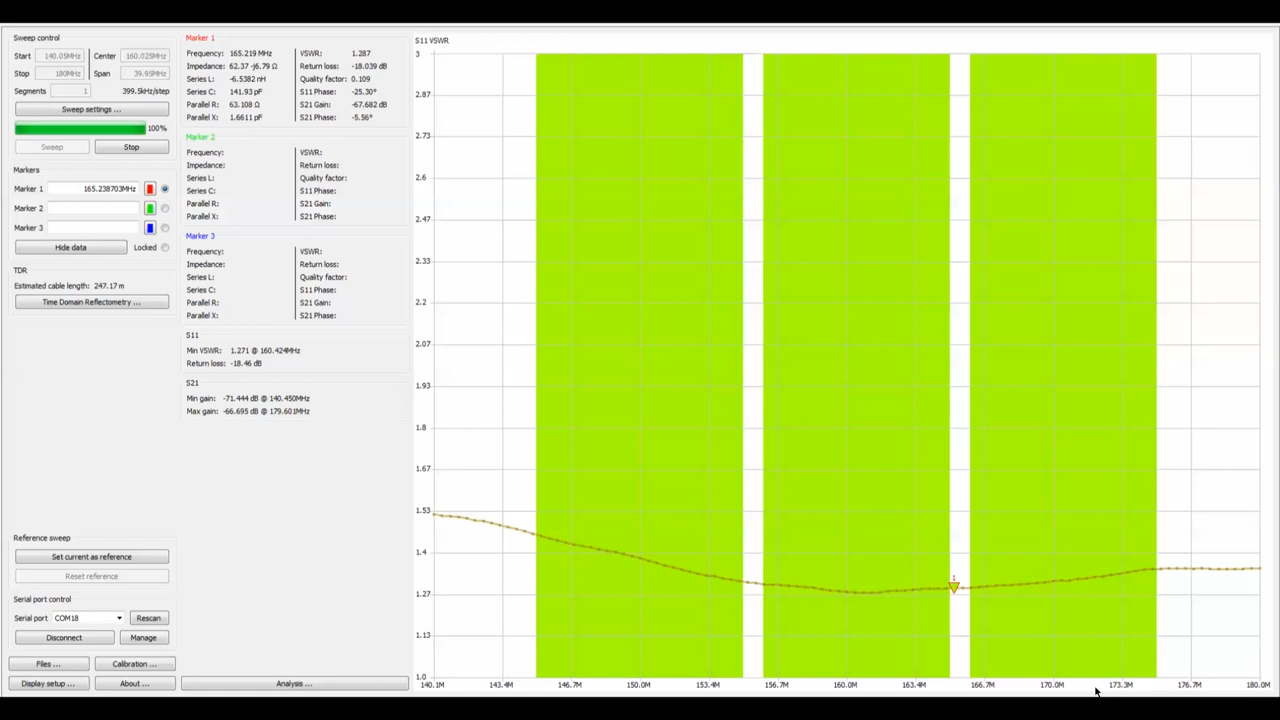 Sweep control
Start 140.05MHz Center 160.025MHz
Stop 180MHz Span 39.95MHz
Segments 1 399.5kHz/step
Sweep settings ...
100%
Sweep Stop
Markers
Marker 1 165.238703MHz
Marker 2
Marker 3
Hide data Locked
TDR
Estimated cable length: 247.17 m
Time Domain Reflectometry ...
Reference sweep
Set current as reference
Reset reference
Serial port control
Serial port COM18 Rescan
Disconnect Manage
Files ... Calibration ...
Display setup ... About ...
Marker 1
Frequency: 165.219 MHz VSWR: 1.287
Impedance: 62.37 -j6.79 Ω Return loss: -18.039 dB
Series L: -6.5382 nH Quality factor: 0.109
Series C: 141.93 pF S11 Phase: -25.30°
Parallel R: 63.108 Ω S21 Gain: -67.682 dB
Parallel X: 1.6611 pF S21 Phase: -5.56°
Marker 2
Frequency: VSWR:
Impedance: Return loss:
Series L: Quality factor:
Series C: S11 Phase:
Parallel R: S21 Gain:
Parallel X: S21 Phase:
Marker 3
Frequency: VSWR:
Impedance: Return loss:
Series L: Quality factor:
Series C: S11 Phase:
Parallel R: S21 Gain:
Parallel X: S21 Phase:
S11
Min VSWR: 1.271 @ 160.424MHz
Return loss: -18.46 dB
S21
Min gain: -71.444 dB @ 140.450MHz
Max gain: -66.695 dB @ 179.601MHz
Analysis ...
S11 VSWR
3
2.87
2.73
2.6
2.47
2.33
2.2
2.07
1.93
1.8
1.67
1.53
1.4
1.27
1.13
1.0
1
140.1M 143.4M 146.7M 150.0M 153.4M 156.7M 160.0M 163.4M 166.7M 170.0M 173.3M 176.7M 180.0M